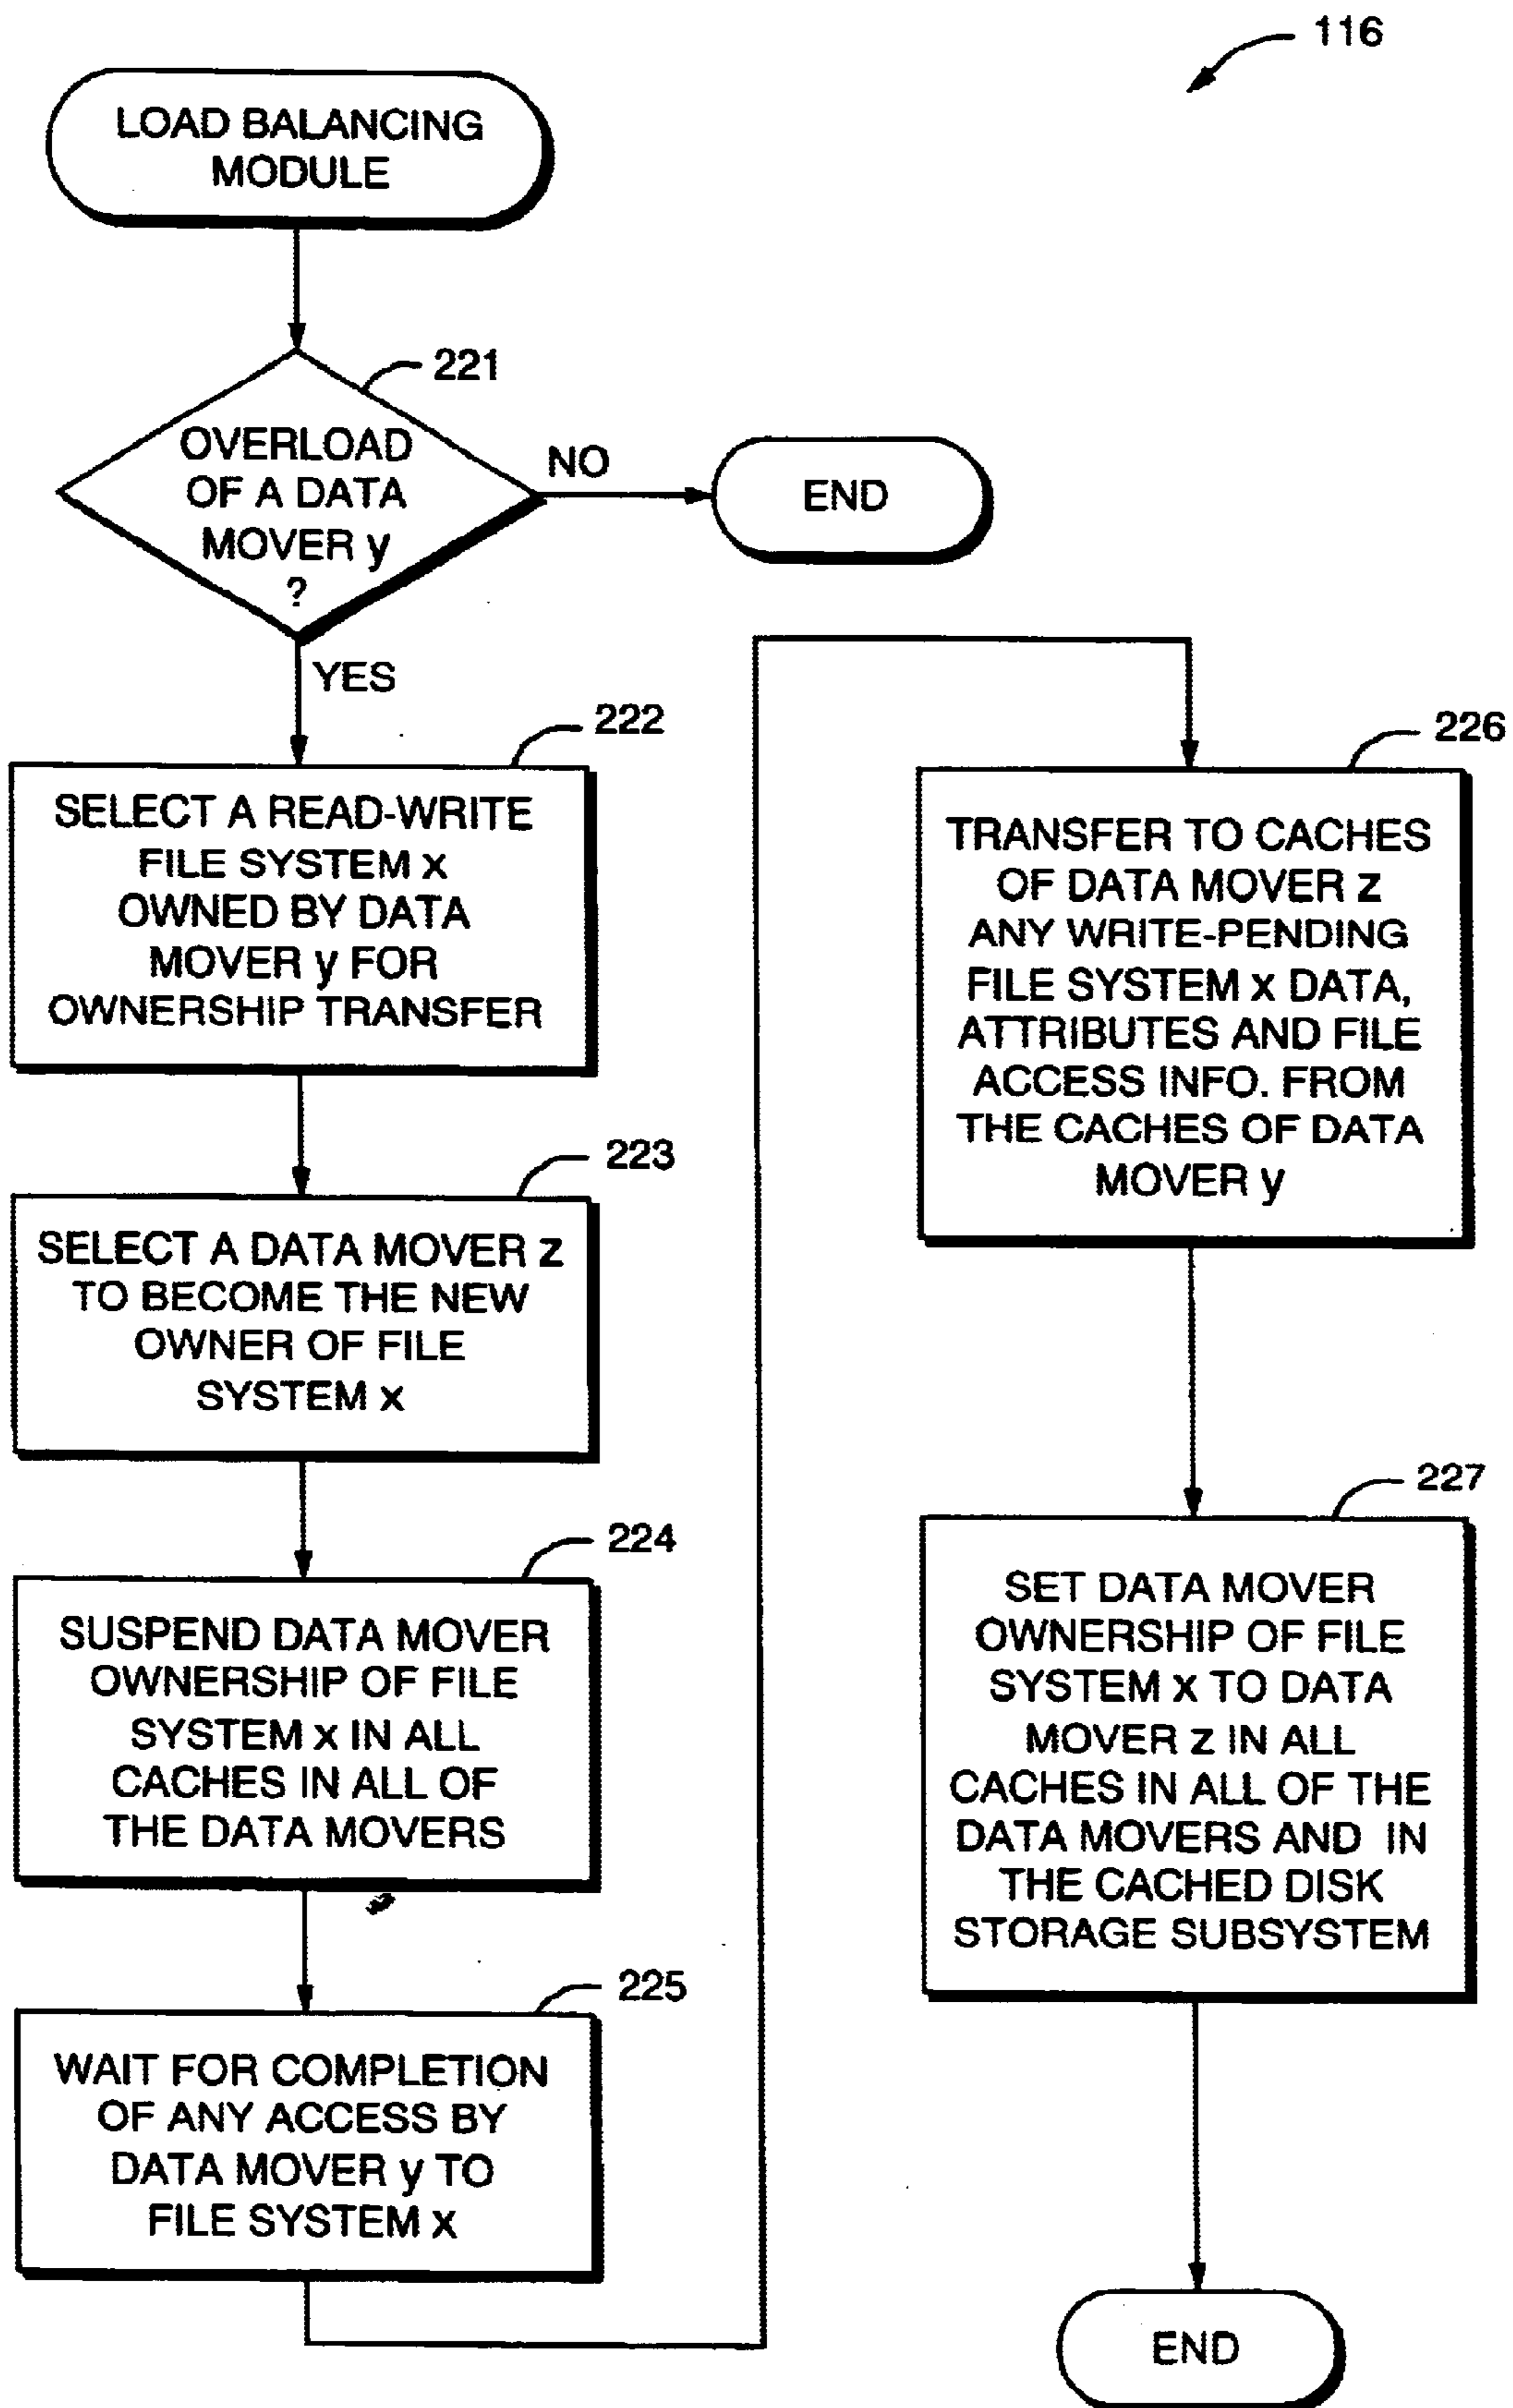 116
LOAD BALANCING
MODULE
221
OVERLOAD
OF A DATA
MOVER y
?
NO
END
YES
222
SELECT A READ-WRITE
FILE SYSTEM x
OWNED BY DATA
MOVER y FOR
OWNERSHIP TRANSFER
223
SELECT A DATA MOVER z
TO BECOME THE NEW
OWNER OF FILE
SYSTEM x
224
SUSPEND DATA MOVER
OWNERSHIP OF FILE
SYSTEM x IN ALL
CACHES IN ALL OF
THE DATA MOVERS
225
WAIT FOR COMPLETION
OF ANY ACCESS BY
DATA MOVER y TO
FILE SYSTEM x
226
TRANSFER TO CACHES
OF DATA MOVER z
ANY WRITE-PENDING
FILE SYSTEM x DATA,
ATTRIBUTES AND FILE
ACCESS INFO. FROM
THE CACHES OF DATA
MOVER y
227
SET DATA MOVER
OWNERSHIP OF FILE
SYSTEM x TO DATA
MOVER z IN ALL
CACHES IN ALL OF THE
DATA MOVERS AND IN
THE CACHED DISK
STORAGE SUBSYSTEM
END